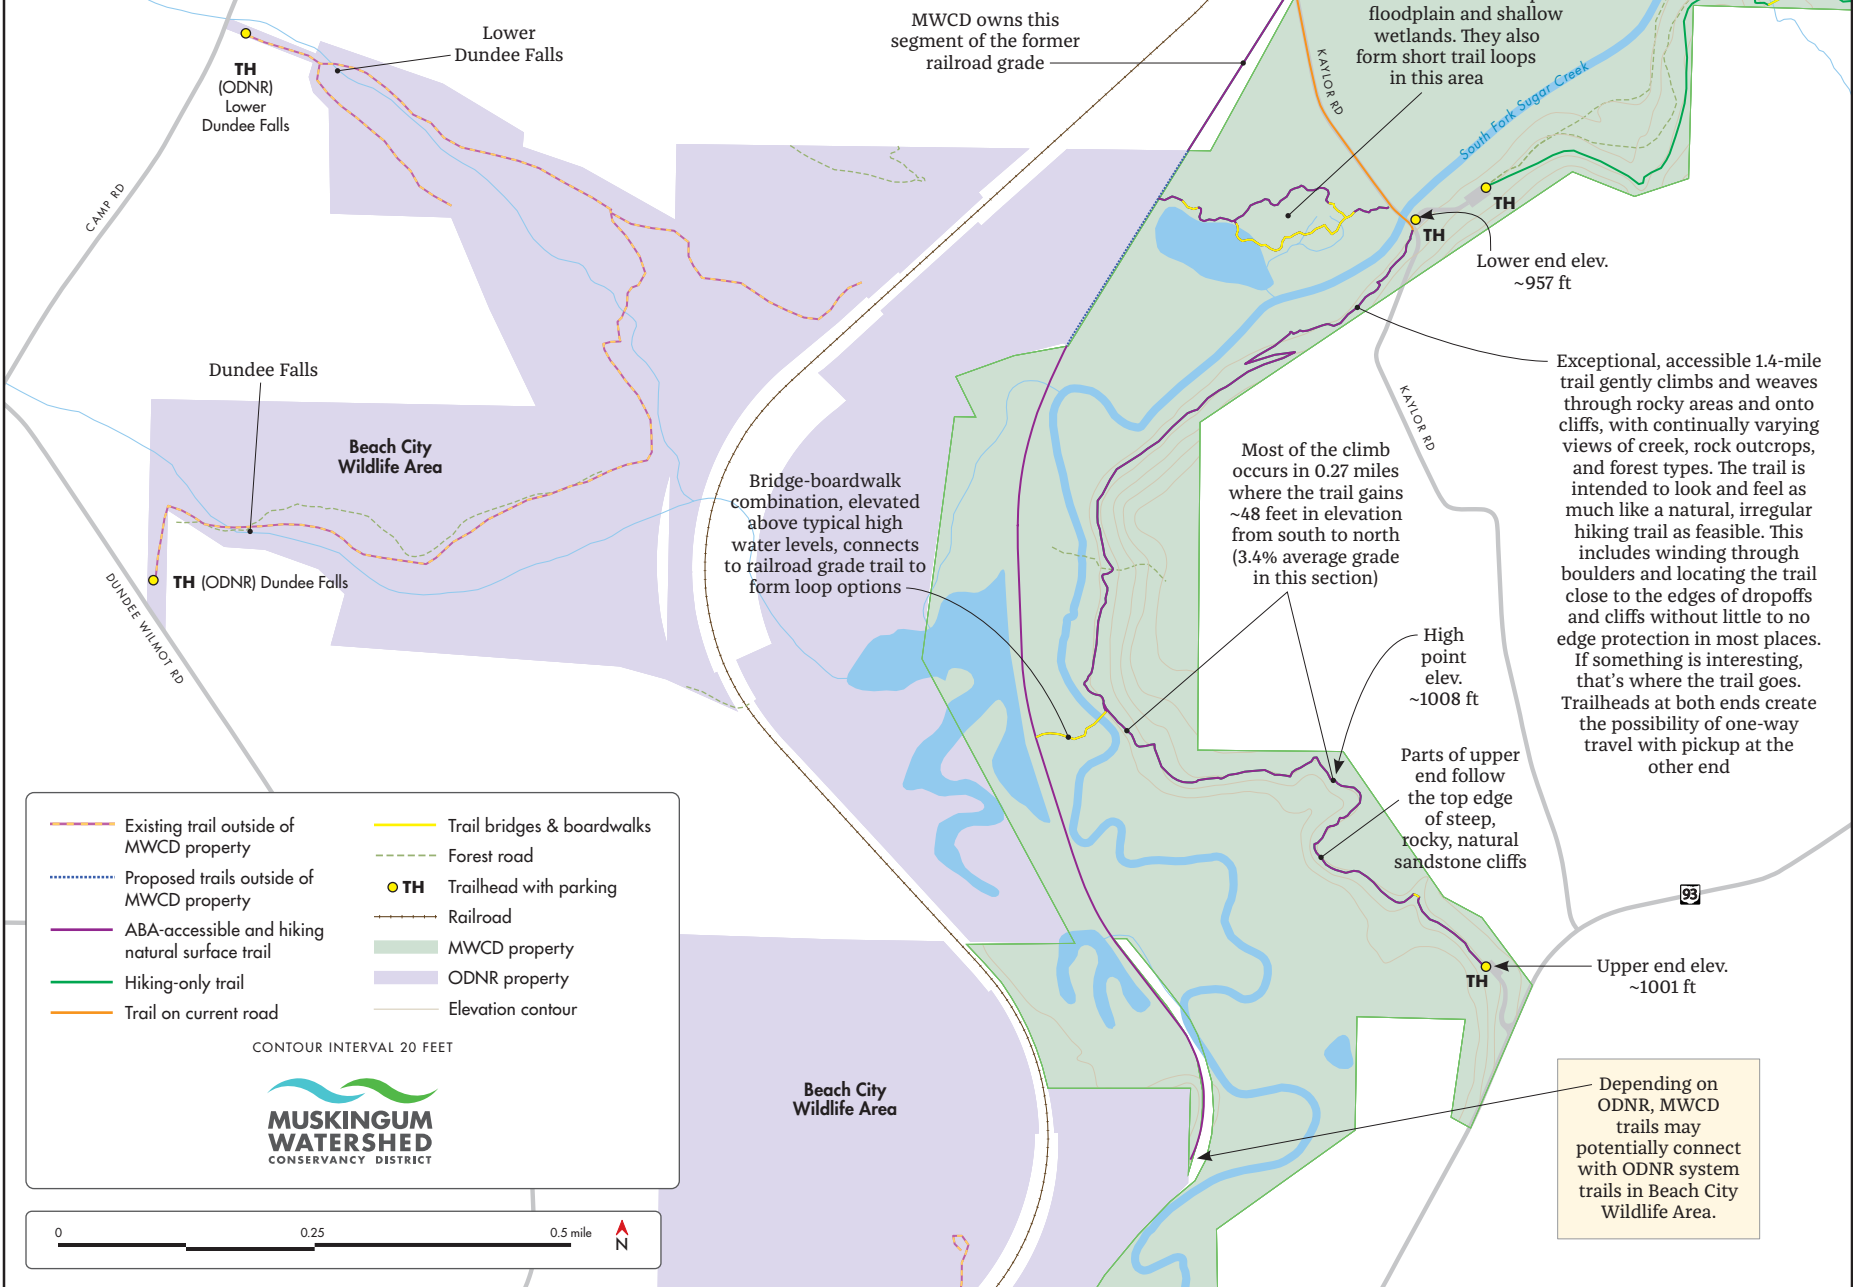 Lower
Dundee Falls
TH
(ODNR)
Lower
Dundee Falls
CAMP RD
MWCD owns this
segment of the former
railroad grade
floodplain and shallow
wetlands. They also
form short trail loops
in this area
KAYLOR RD
South Fork Sugar Creek
TH
TH
Lower end elev.
~957 ft
Dundee Falls
Beach City
Wildlife Area
TH (ODNR) Dundee Falls
DUNDEE WILMOT RD
Bridge-boardwalk
combination, elevated
above typical high
water levels, connects
to railroad grade trail to
form loop options
Most of the climb
occurs in 0.27 miles
where the trail gains
~48 feet in elevation
from south to north
(3.4% average grade
in this section)
KAYLOR RD
Exceptional, accessible 1.4-mile
trail gently climbs and weaves
through rocky areas and onto
cliffs, with continually varying
views of creek, rock outcrops,
and forest types. The trail is
intended to look and feel as
much like a natural, irregular
hiking trail as feasible. This
includes winding through
boulders and locating the trail
close to the edges of dropoffs
and cliffs without little to no
edge protection in most places.
If something is interesting,
that's where the trail goes.
Trailheads at both ends create
the possibility of one-way
travel with pickup at the
other end
High
point
elev.
~1008 ft
Parts of upper
end follow
the top edge
of steep,
rocky, natural
sandstone cliffs
93
TH
Upper end elev.
~1001 ft
Beach City
Wildlife Area
Depending on
ODNR, MWCD
trails may
potentially connect
with ODNR system
trails in Beach City
Wildlife Area.
Existing trail outside of
MWCD property
Proposed trails outside of
MWCD property
ABA-accessible and hiking
natural surface trail
Hiking-only trail
Trail on current road
Trail bridges & boardwalks
Forest road
TH Trailhead with parking
Railroad
MWCD property
ODNR property
Elevation contour
CONTOUR INTERVAL 20 FEET
MUSKINGUM
WATERSHED
CONSERVANCY DISTRICT
0 0.25 0.5 mile
N